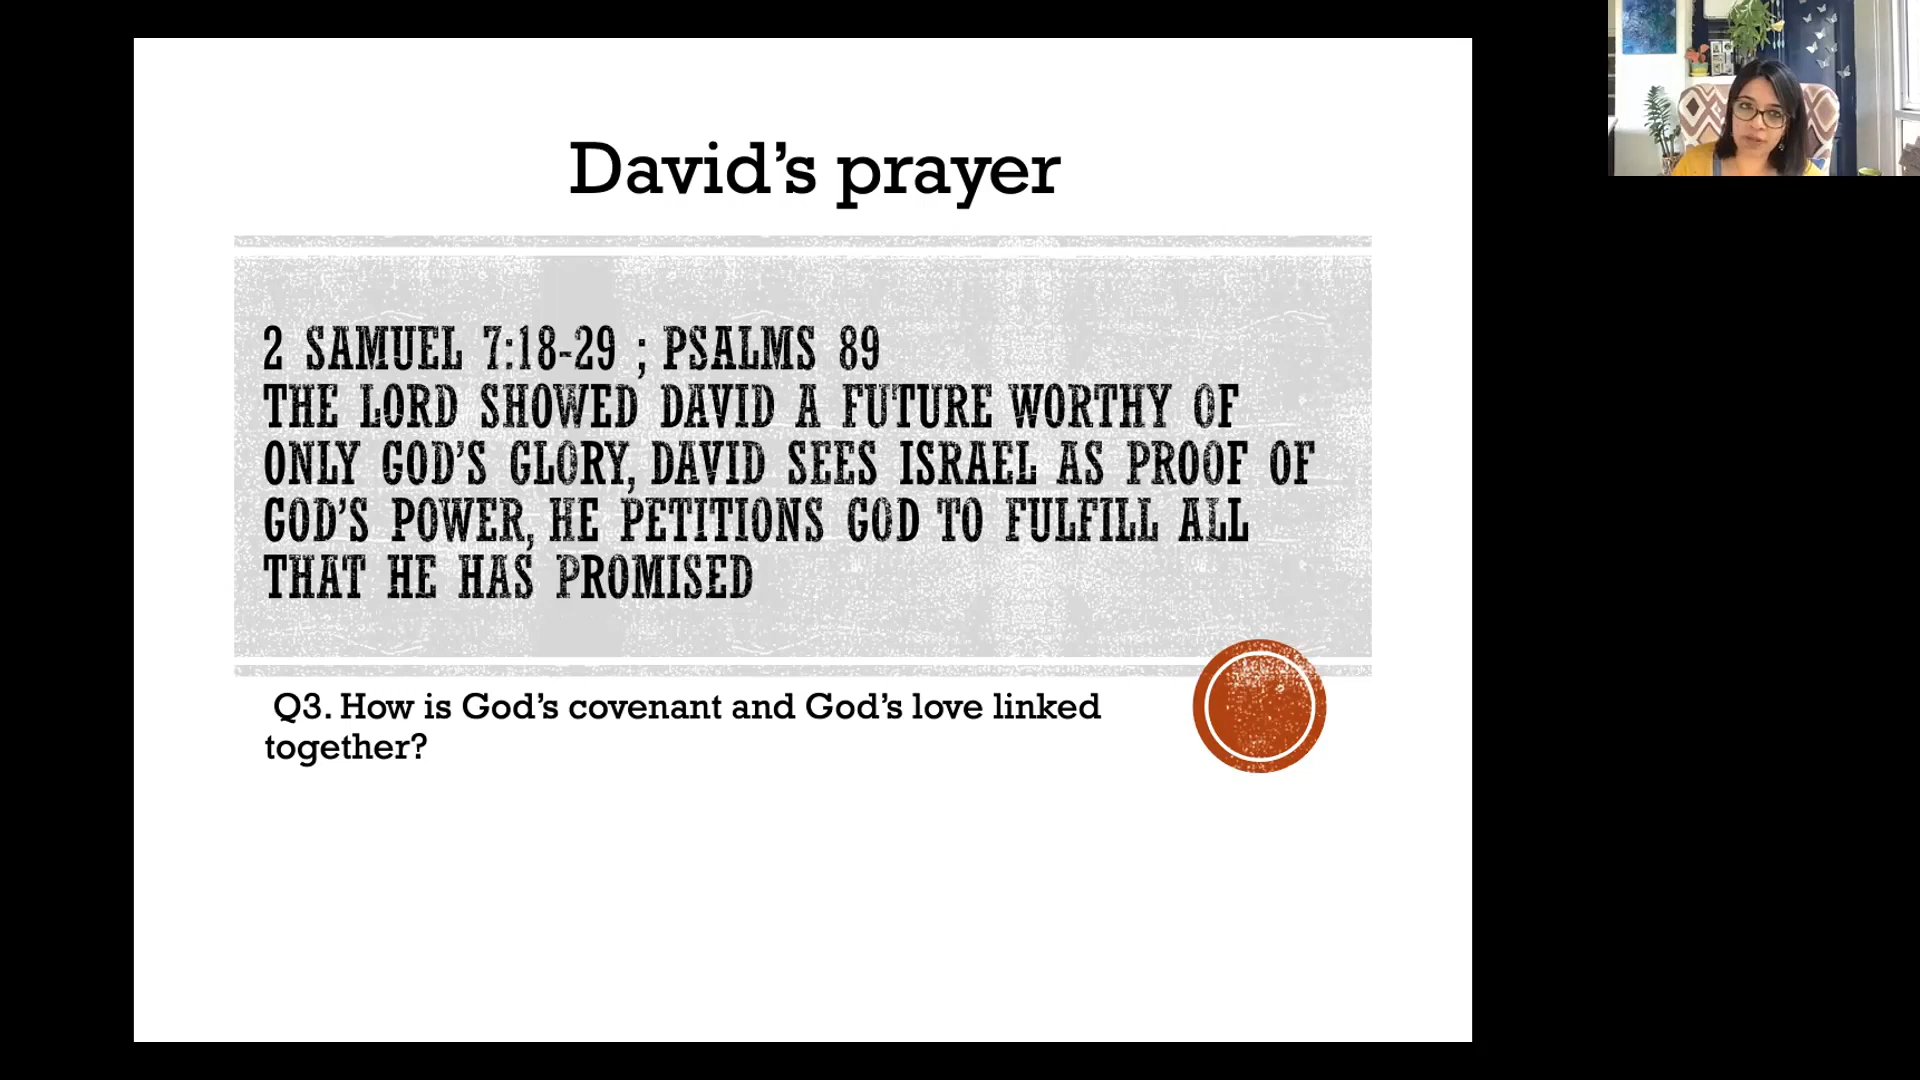 David’s prayer
2 SAMUEL 7:18-29 ; PSALMS 89
THE LORD SHOWED DAVID A FUTURE WORTHY OF
ONLY GOD’S GLORY, DAVID SEES ISRAEL AS PROOF OF
GOD’S POWER, HE PETITIONS GOD TO FULFILL ALL
THAT HE HAS PROMISED
Q3. How is God’s covenant and God’s love linked
together?